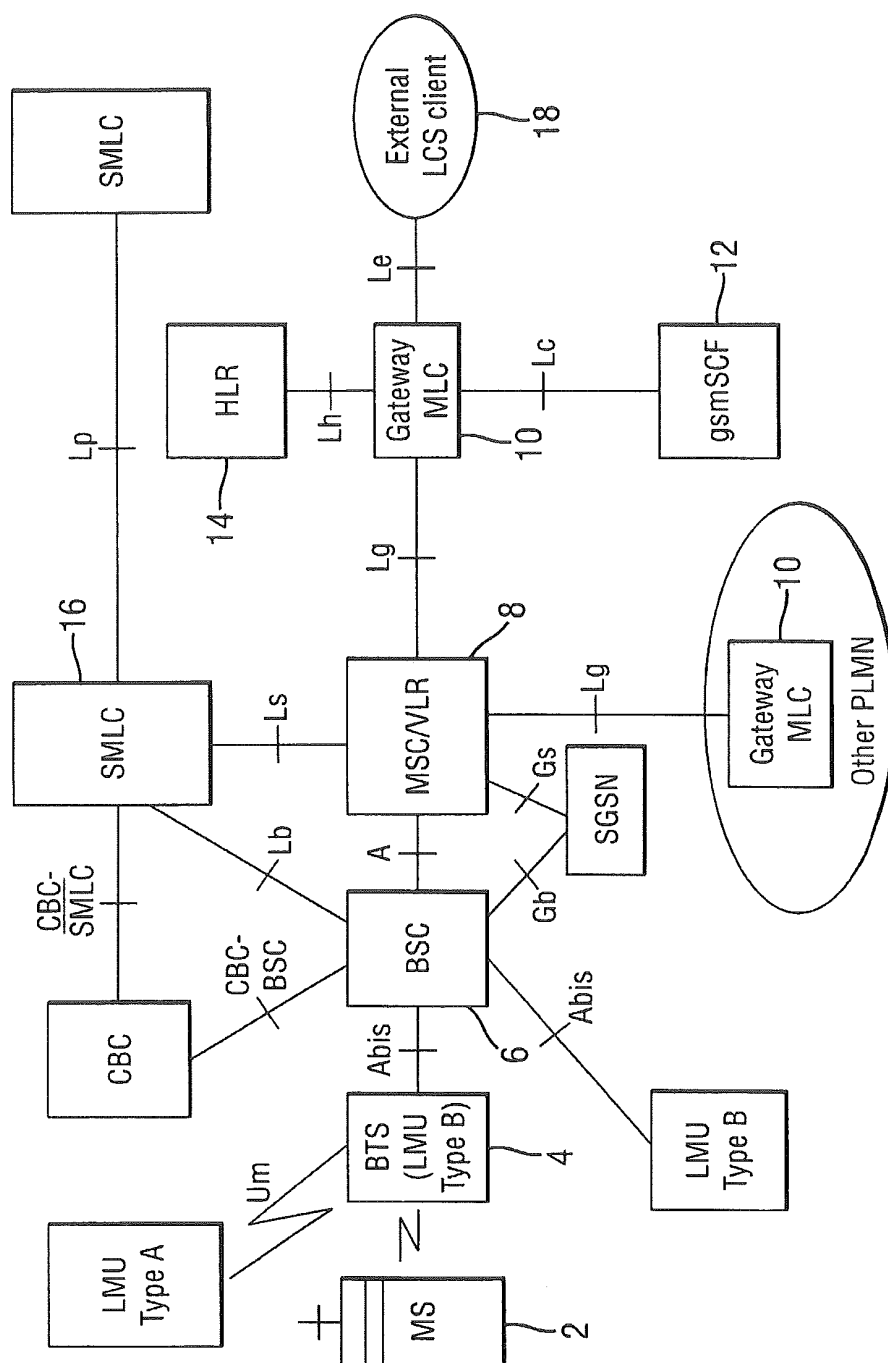 LMU
Type A
Um
MS
2
BTS
(LMU
Type B)
4
Abis
LMU
Type B
Abis
CBC
CBC-
BSC
CBC-
SMLC
BSC
6
Lb
A
Gb
Gs
SGSN
SMLC
16
Ls
MSC/VLR
8
Lg
Gateway
MLC
10
Other PLMN
Lp
SMLC
Lg
HLR
14
Lh
Gateway
MLC
10
Lc
gsmSCF
12
Le
External
LCS client
18